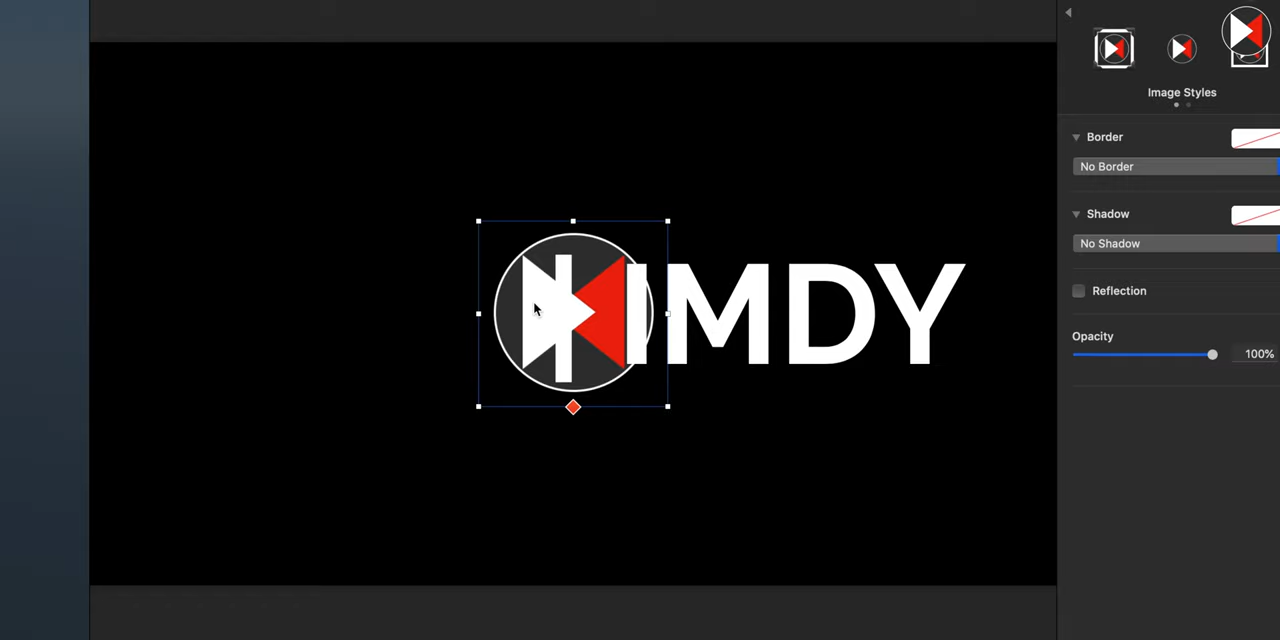 Image Styles
Border
No Border
Shadow
No Shadow
Reflection
Opacity
100%
IMDY